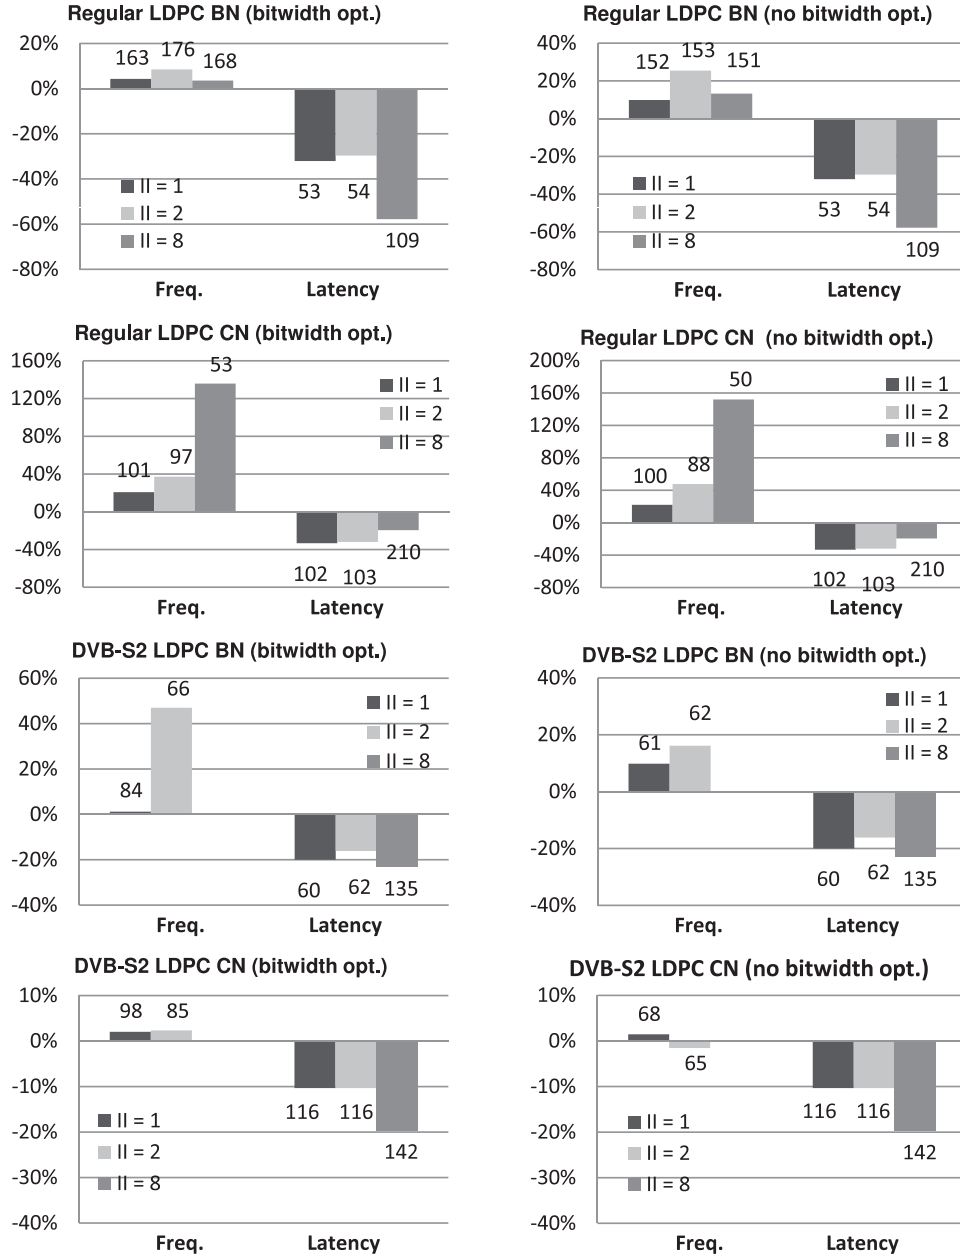 Regular LDPC BN (bitwidth opt.)
20%
0%
-20%
-40%
-60%
-80%
163
176
168
53
54
109
II = 1
II = 2
II = 8
Freq.
Latency
Regular LDPC BN (no bitwidth opt.)
40%
20%
0%
-20%
-40%
-60%
-80%
152
153
151
53
54
109
II = 1
II = 2
II = 8
Freq.
Latency
Regular LDPC CN (bitwidth opt.)
160%
120%
80%
40%
0%
-40%
-80%
101
97
53
102
103
210
II = 1
II = 2
II = 8
Freq.
Latency
Regular LDPC CN (no bitwidth opt.)
200%
160%
120%
80%
40%
0%
-40%
-80%
100
88
50
102
103
210
II = 1
II = 2
II = 8
Freq.
Latency
DVB-S2 LDPC BN (bitwidth opt.)
60%
40%
20%
0%
-20%
-40%
84
66
60
62
135
II = 1
II = 2
II = 8
Freq.
Latency
DVB-S2 LDPC BN (no bitwidth opt.)
40%
20%
0%
-20%
-40%
61
62
60
62
135
II = 1
II = 2
II = 8
Freq.
Latency
DVB-S2 LDPC CN (bitwidth opt.)
10%
0%
-10%
-20%
-30%
-40%
98
85
116
116
142
II = 1
II = 2
II = 8
Freq.
Latency
DVB-S2 LDPC CN (no bitwidth opt.)
10%
0%
-10%
-20%
-30%
-40%
68
65
116
116
142
II = 1
II = 2
II = 8
Freq.
Latency